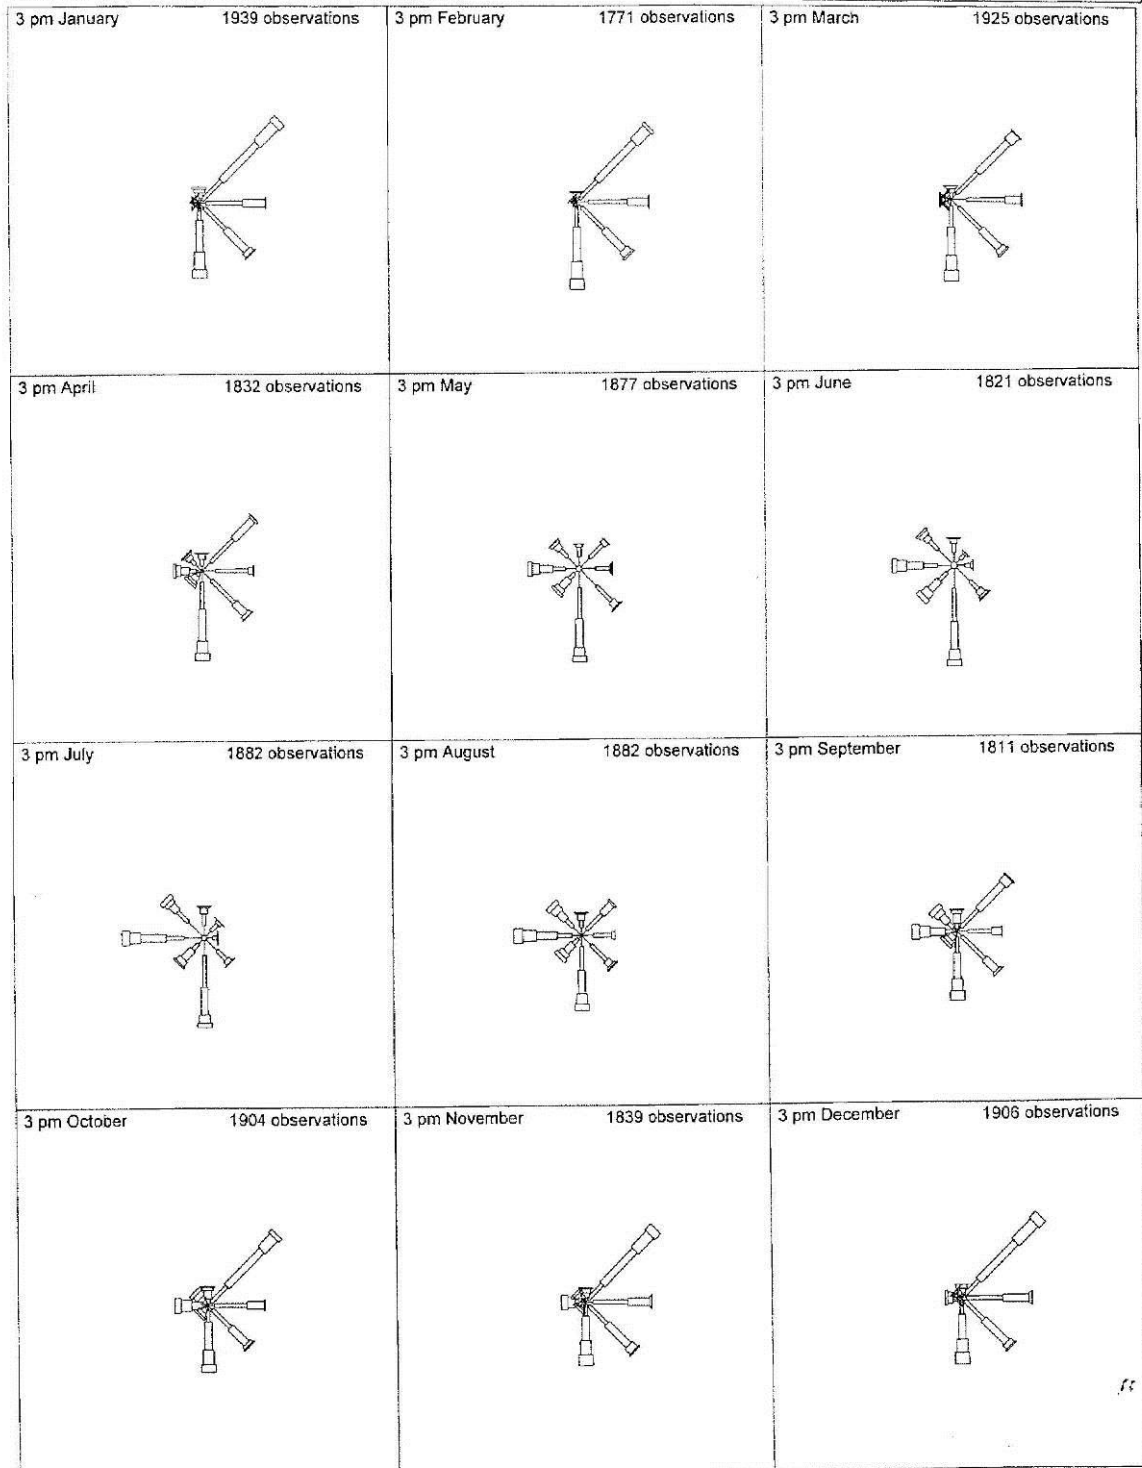 3 pm January 1939 observations
3 pm February 1771 observations
3 pm March 1925 observations
3 pm April 1832 observations
3 pm May 1877 observations
3 pm June 1821 observations
3 pm July 1882 observations
3 pm August 1882 observations
3 pm September 1811 observations
3 pm October 1904 observations
3 pm November 1839 observations
3 pm December 1906 observations